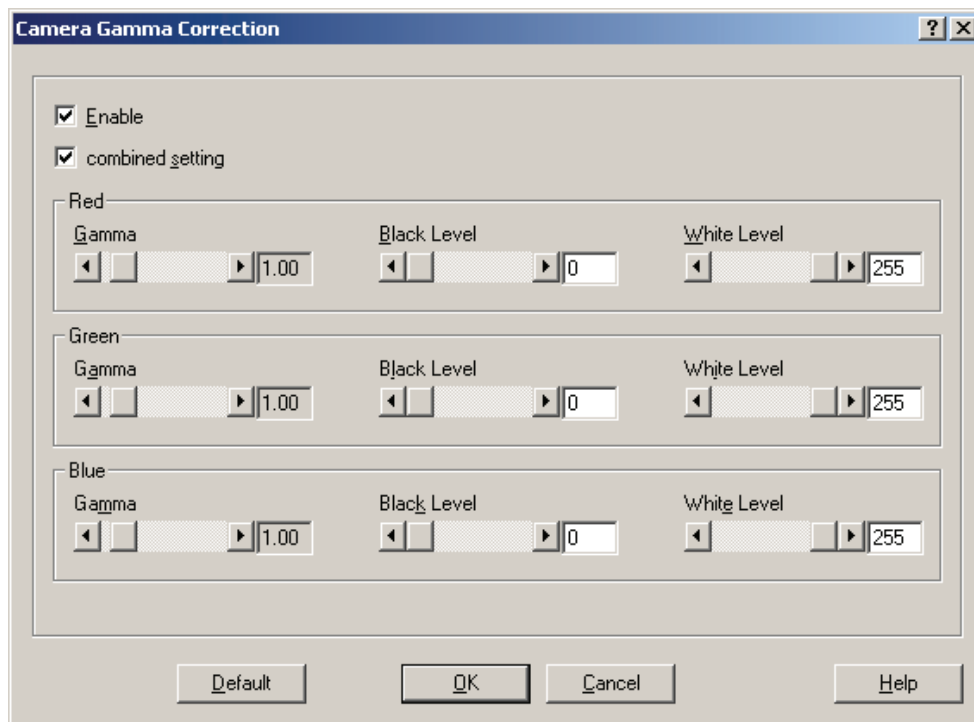 Camera Gamma Correction
Enable
combined setting
Red
Gamma Black Level White Level
1.00 0 255
Green
Gamma Black Level White Level
1.00 0 255
Blue
Gamma Black Level White Level
1.00 0 255
Default OK Cancel Help